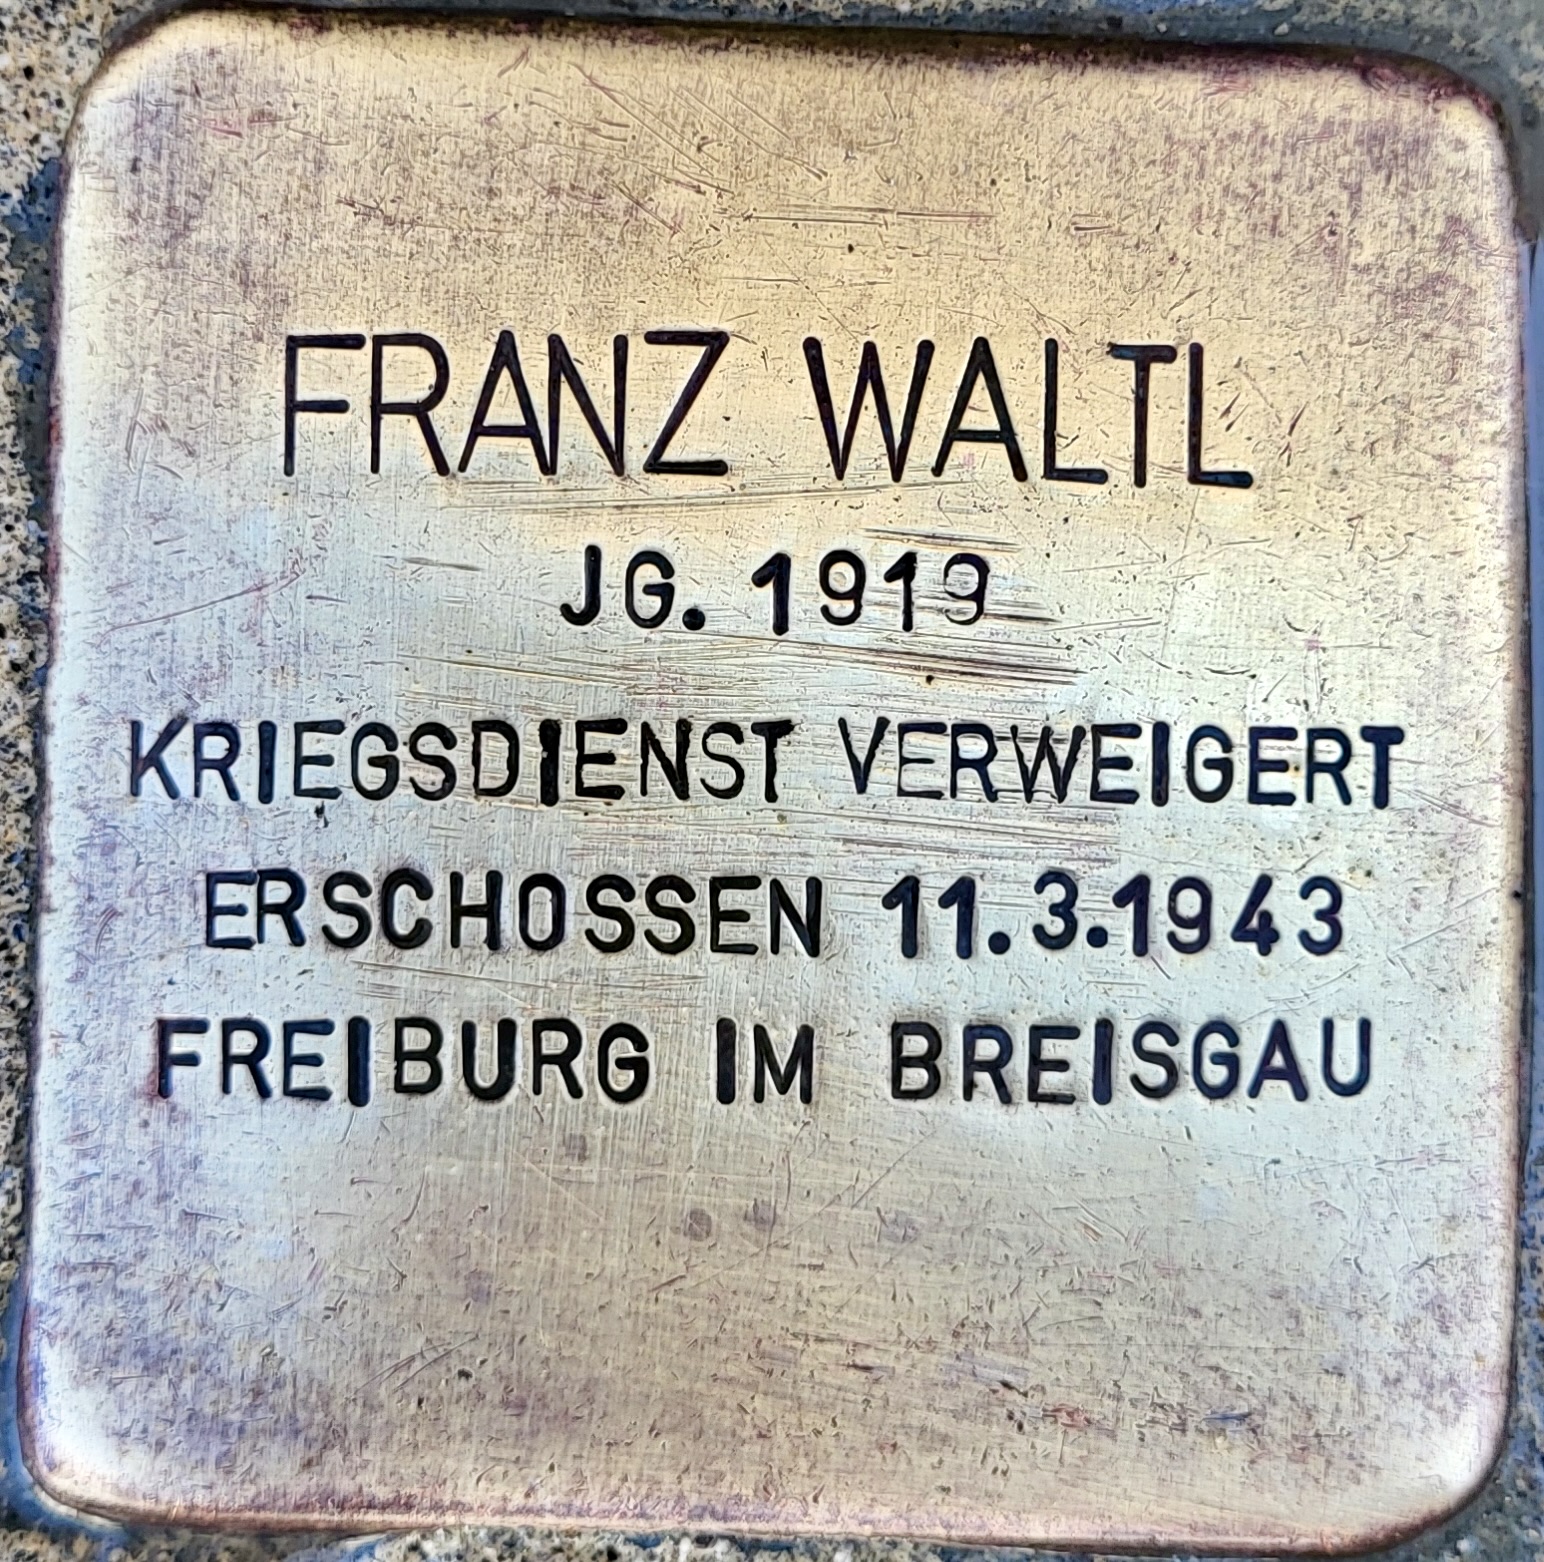 FRANZ WALTL
JG. 1919
KRIEGSDIENST VERWEIGERT
ERSCHOSSEN 11.3.1943
FREIBURG IM BREISGAU